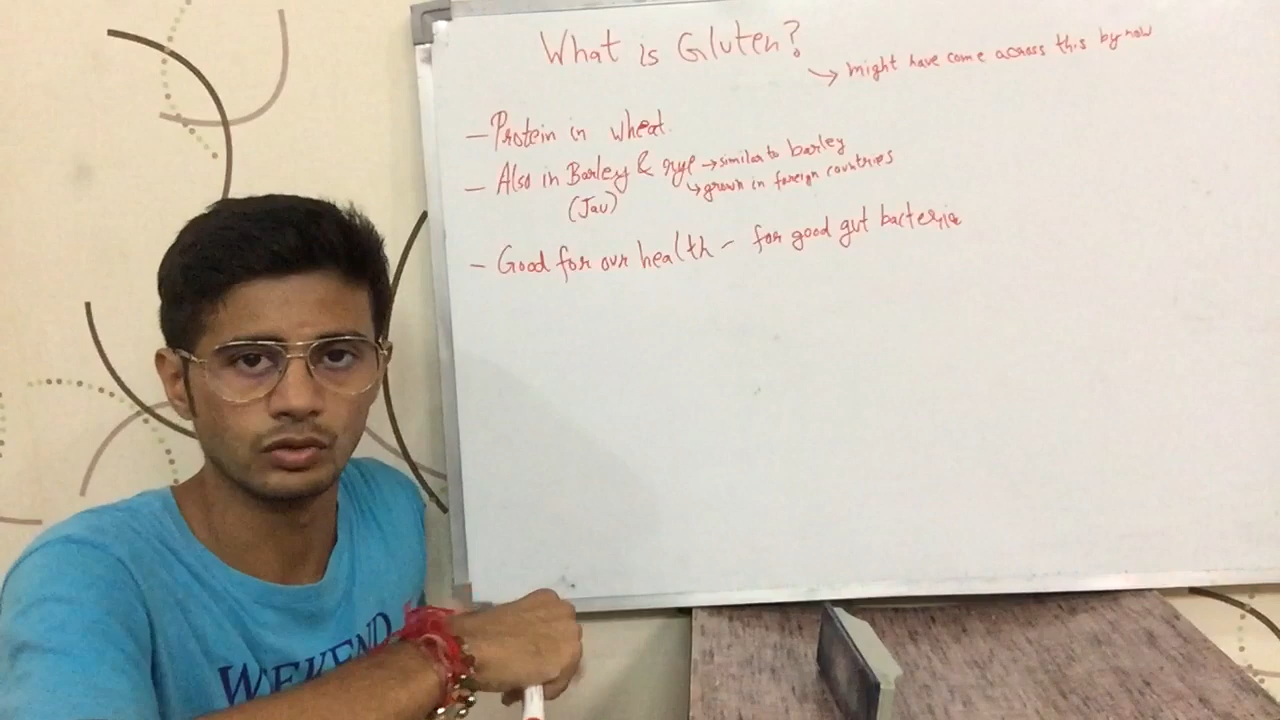 What is Gluten?
→ might have come across this by now
- Protein in wheat.
- Also in Barley & rye → similar to barley
↳ grown in foreign countries
(Jau)
- Good for our health - for good gut bacteria
WEEKEND